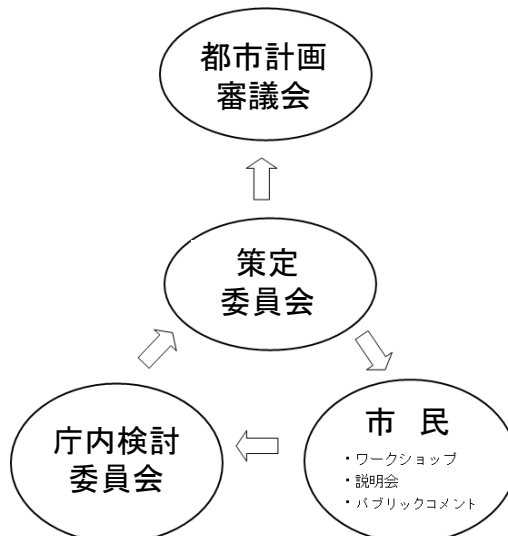 都市計画
審議会
策定
委員会
庁内検討
委員会
市　民
・ワークショップ
・説明会
・パブリックコメント